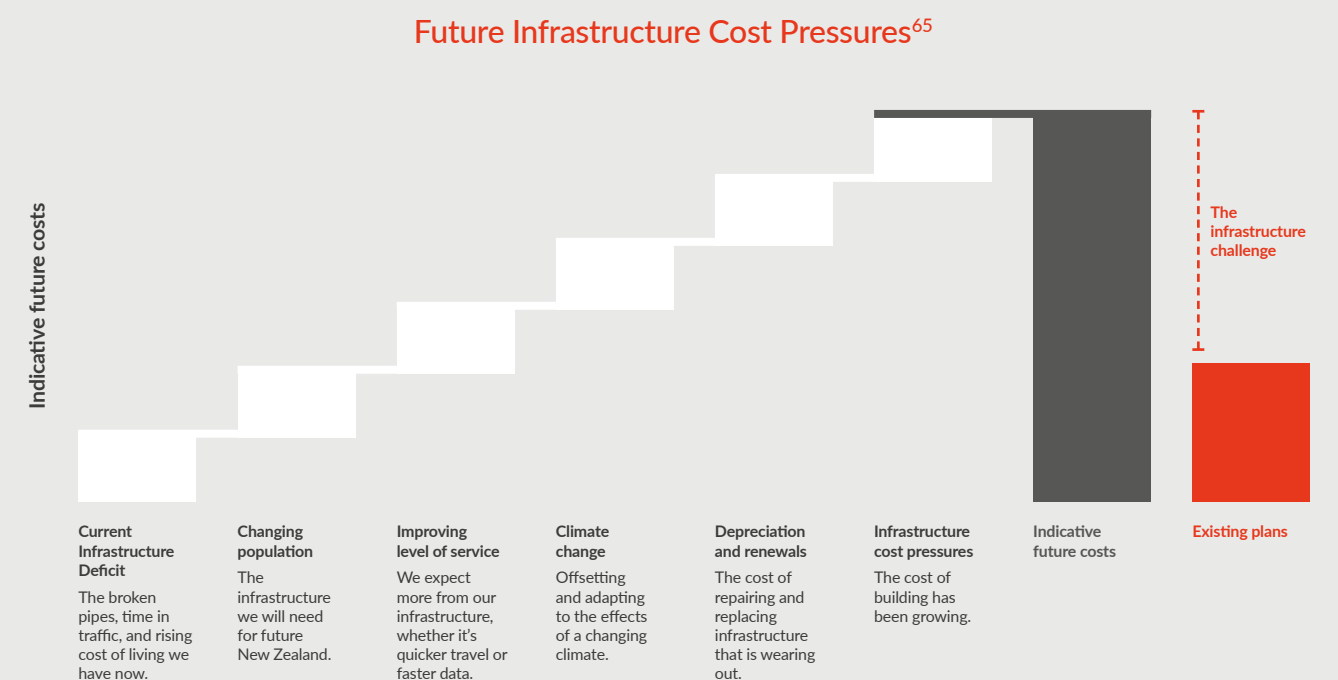 Future Infrastructure Cost Pressures65
Indicative future costs
The
infrastructure
challenge
Current
Infrastructure
Deficit
The broken
pipes, time in
traffic, and rising
cost of living we
have now.
Changing
population
The
infrastructure
we will need
for future
New Zealand.
Improving
level of service
We expect
more from our
infrastructure,
whether it's
quicker travel or
faster data.
Climate
change
Offsetting
and adapting
to the effects
of a changing
climate.
Depreciation
and renewals
The cost of
repairing and
replacing
infrastructure
that is wearing
out.
Infrastructure
cost pressures
The cost of
building has
been growing.
Indicative
future costs
Existing plans